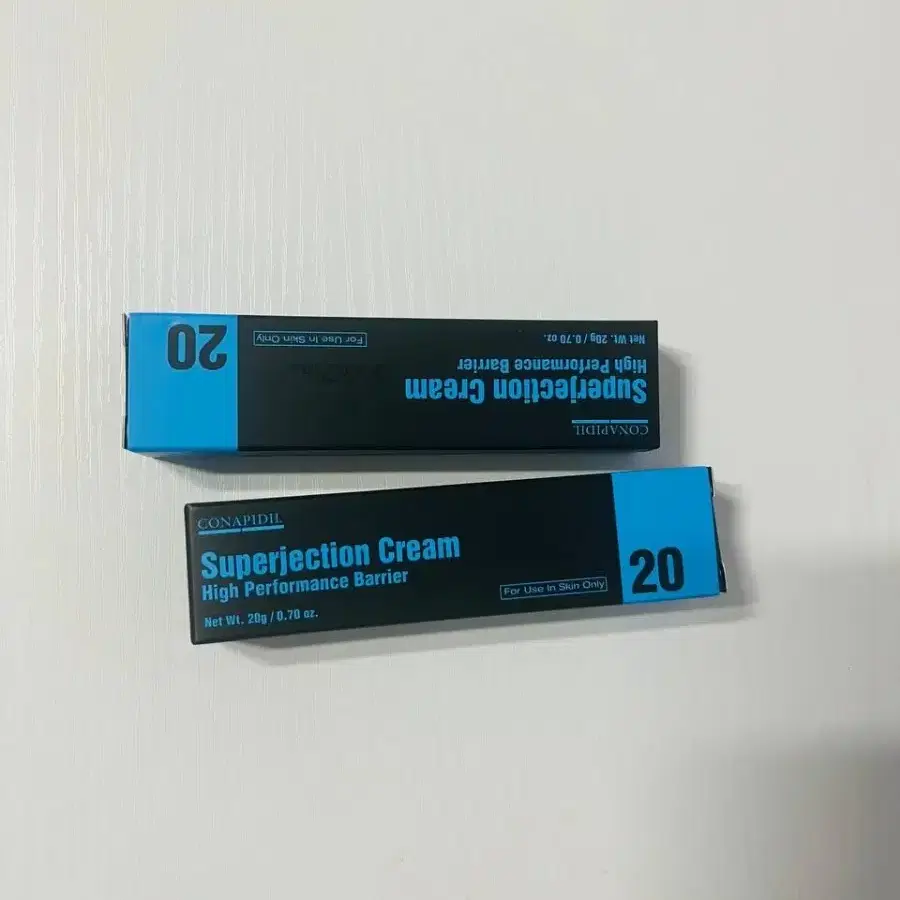 CONAPIDIL
Superjection Cream
High Performance Barrier
Net Wt. 20g / 0.70 oz.
For Use In Skin Only
20
CONAPIDIL
Superjection Cream
High Performance Barrier
Net Wt. 20g / 0.70 oz.
For Use In Skin Only
20